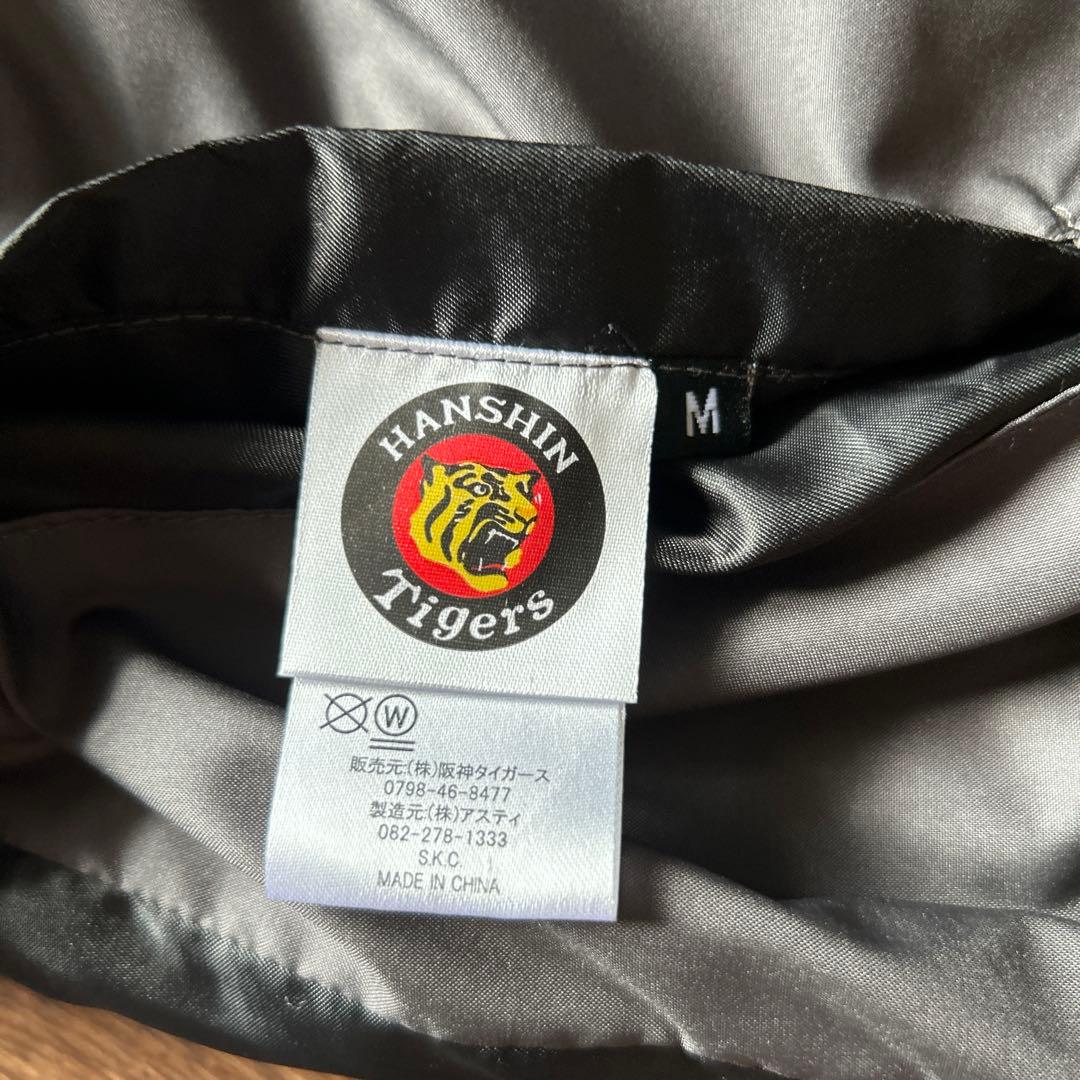 HANSHIN
Tigers
M
W
販売元:(株)阪神タイガース
0798-46-8477
製造元:(株)アスティ
082-278-1333
S.K.C.
MADE IN CHINA